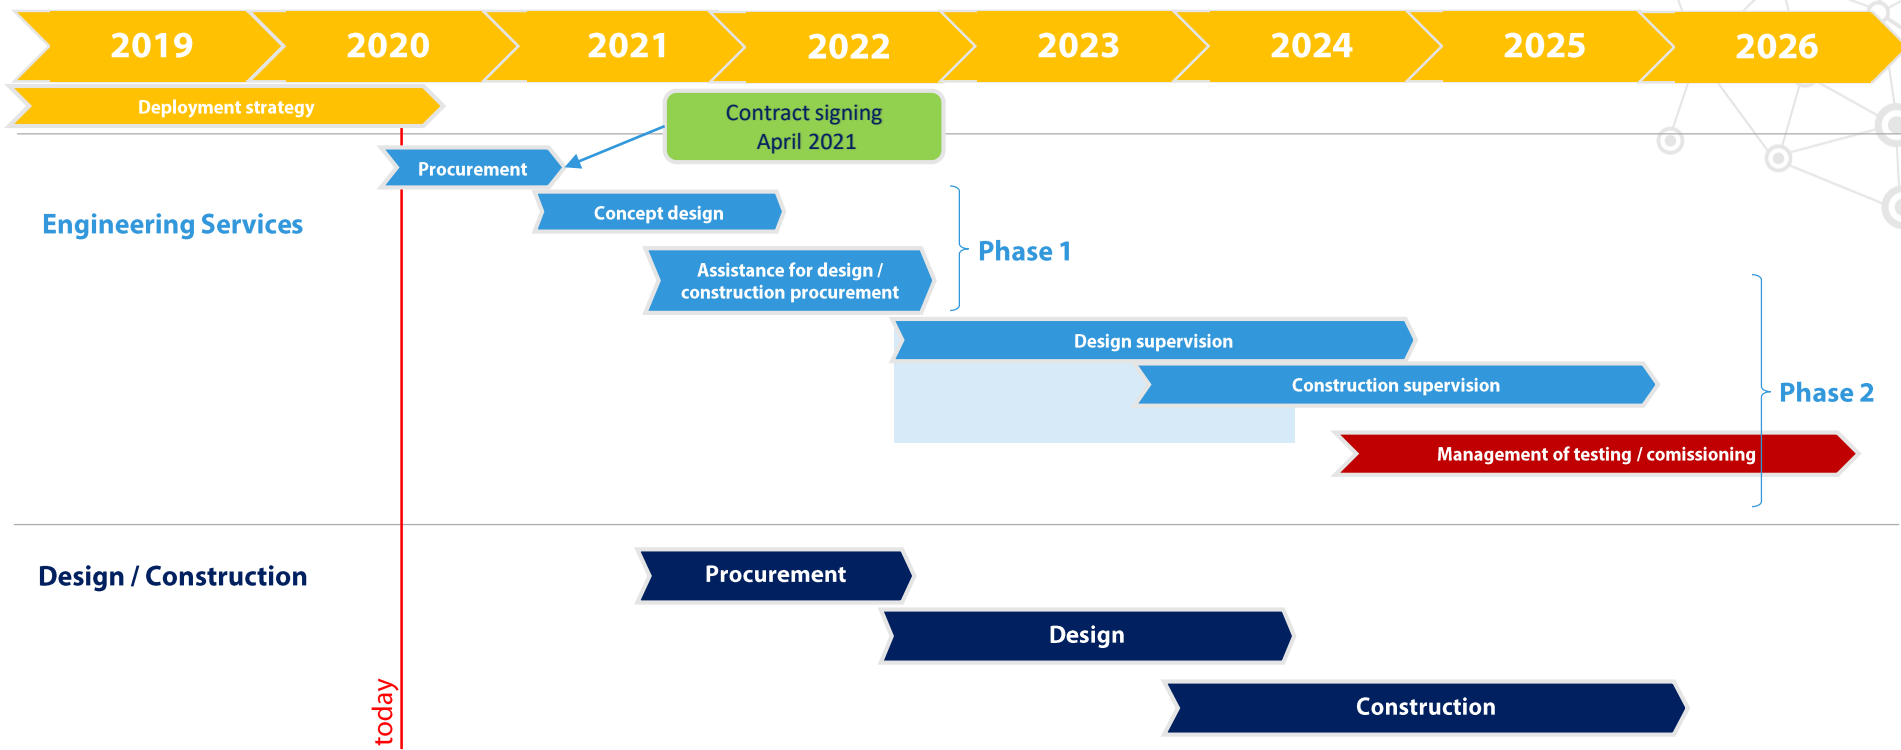 2019 2020 2021 2022 2023 2024 2025 2026
Deployment strategy
Contract signing
April 2021
Procurement
Engineering Services
Concept design
Phase 1
Assistance for design /
construction procurement
Design supervision
Construction supervision
Phase 2
Management of testing / comissioning
Design / Construction
Procurement
Design
Construction
today